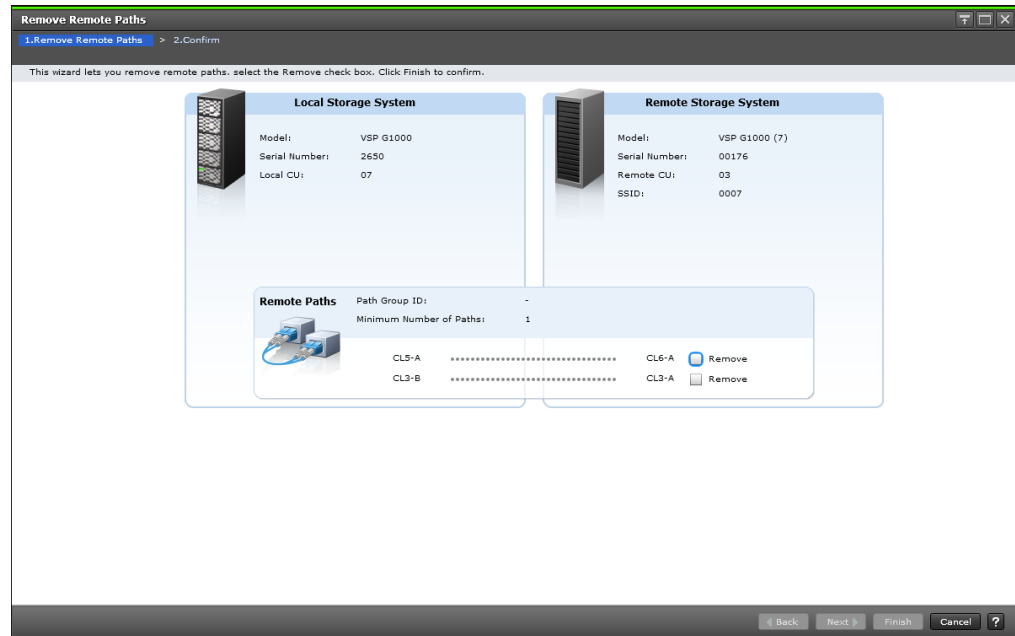 Remove Remote Paths
1.Remove Remote Paths > 2.Confirm
This wizard lets you remove remote paths. select the Remove check box. Click Finish to confirm.
Local Storage System
Model: VSP G1000
Serial Number: 2650
Local CU: 07
Remote Storage System
Model: VSP G1000 (7)
Serial Number: 00176
Remote CU: 03
SSID: 0007
Remote Paths
Path Group ID: -
Minimum Number of Paths: 1
CL5-A CL6-A Remove
CL3-B CL3-A Remove
Back Next Finish Cancel ?